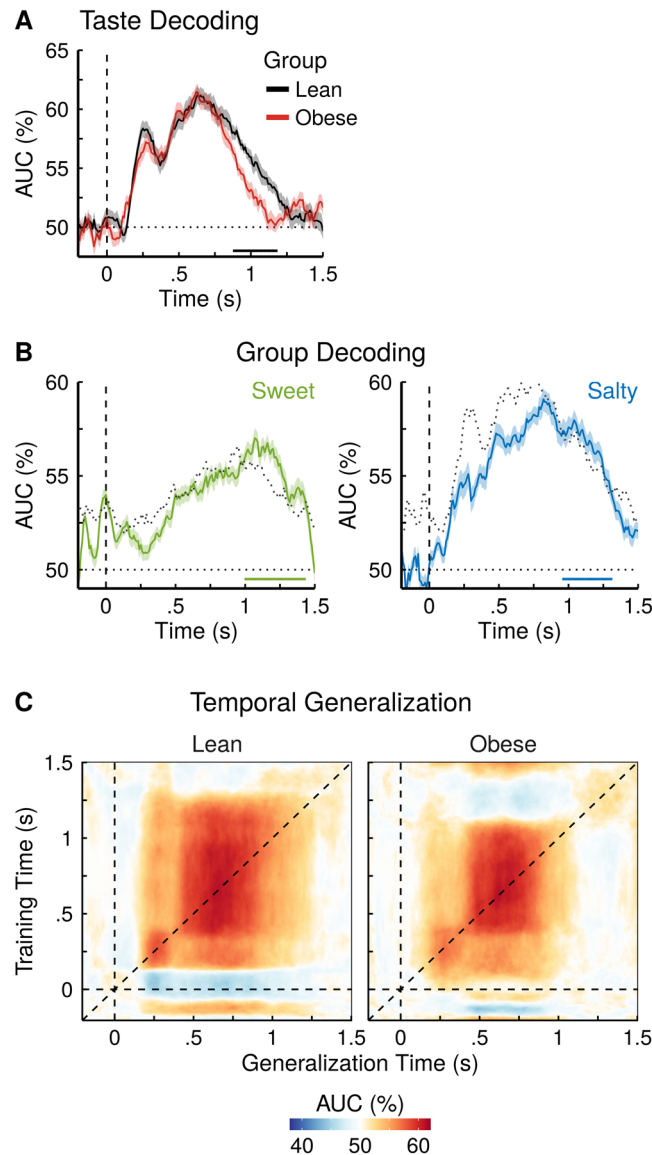 A Taste Decoding
65
60
55
50
AUC (%)
Group
Lean
Obese
0 .5 1 1.5
Time (s)
B Group Decoding
60
55
50
AUC (%)
Sweet
0 .5 1 1.5
Time (s)
60
55
50
AUC (%)
Salty
0 .5 1 1.5
Time (s)
C Temporal Generalization
Lean Obese
1.5
1
.5
0
Training Time (s)
0 .5 1 1.5 0 .5 1 1.5
Generalization Time (s)
AUC (%)
40 50 60